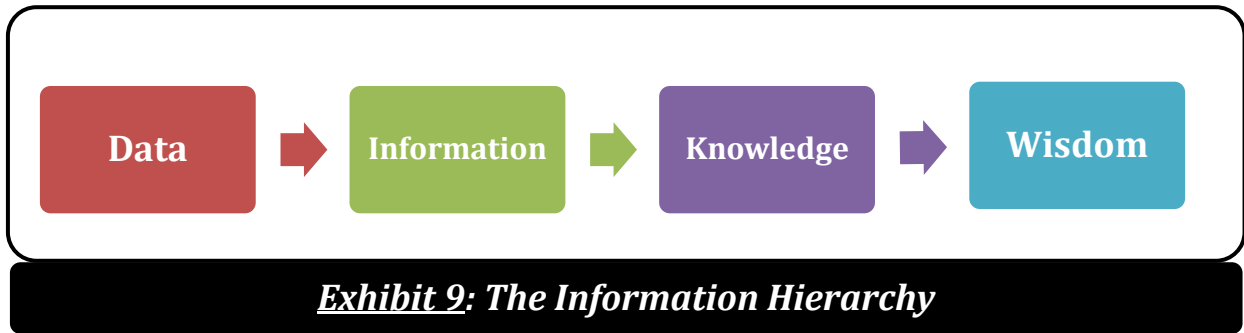 Data
Information
Knowledge
Wisdom
Exhibit 9: The Information Hierarchy